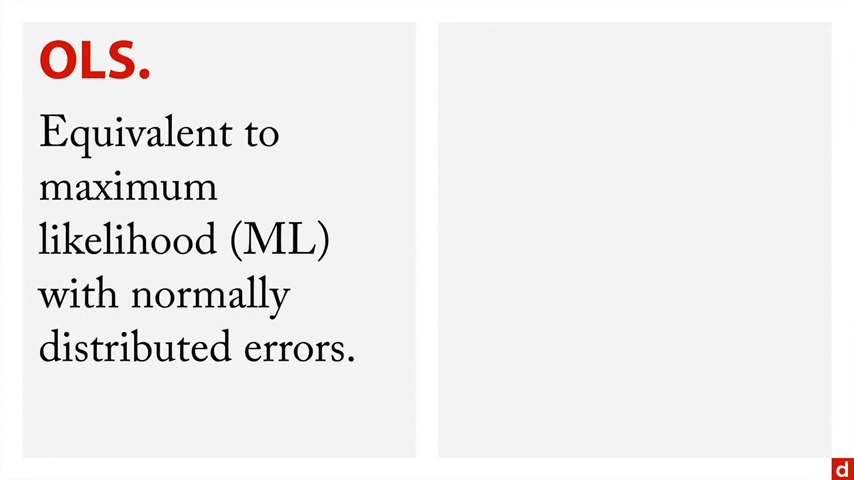 OLS.
Equivalent to
maximum
likelihood (ML)
with normally
distributed errors.
d